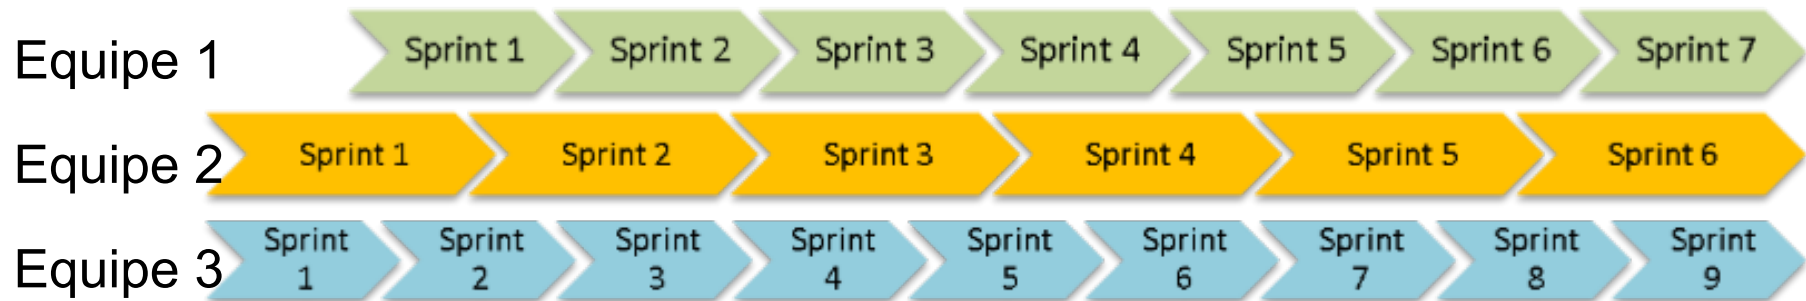 Equipe 1
Sprint 1
Sprint 2
Sprint 3
Sprint 4
Sprint 5
Sprint 6
Sprint 7
Equipe 2
Sprint 1
Sprint 2
Sprint 3
Sprint 4
Sprint 5
Sprint 6
Equipe 3
Sprint
1
Sprint
2
Sprint
3
Sprint
4
Sprint
5
Sprint
6
Sprint
7
Sprint
8
Sprint
9